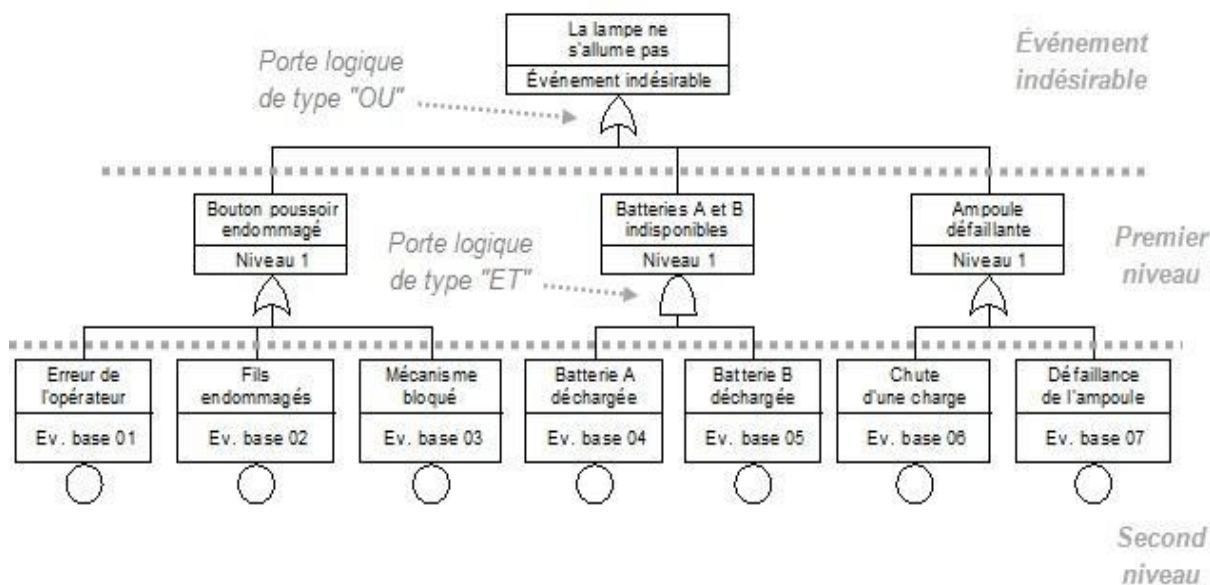 La lampe ne
s'allume pas
Événement indésirable
Événement
indésirable
Porte logique
de type "OU"
Bouton poussoir
endommagé
Niveau 1
Batteries A et B
indisponibles
Niveau 1
Ampoule
défaillante
Niveau 1
Porte logique
de type "ET"
Premier
niveau
Erreur de
l'opérateur
Ev. base 01
Fils
endommagés
Ev. base 02
Mécanisme
bloqué
Ev. base 03
Batterie A
déchargée
Ev. base 04
Batterie B
déchargée
Ev. base 05
Chute
d'une charge
Ev. base 06
Défaillance
de l'ampoule
Ev. base 07
Second
niveau